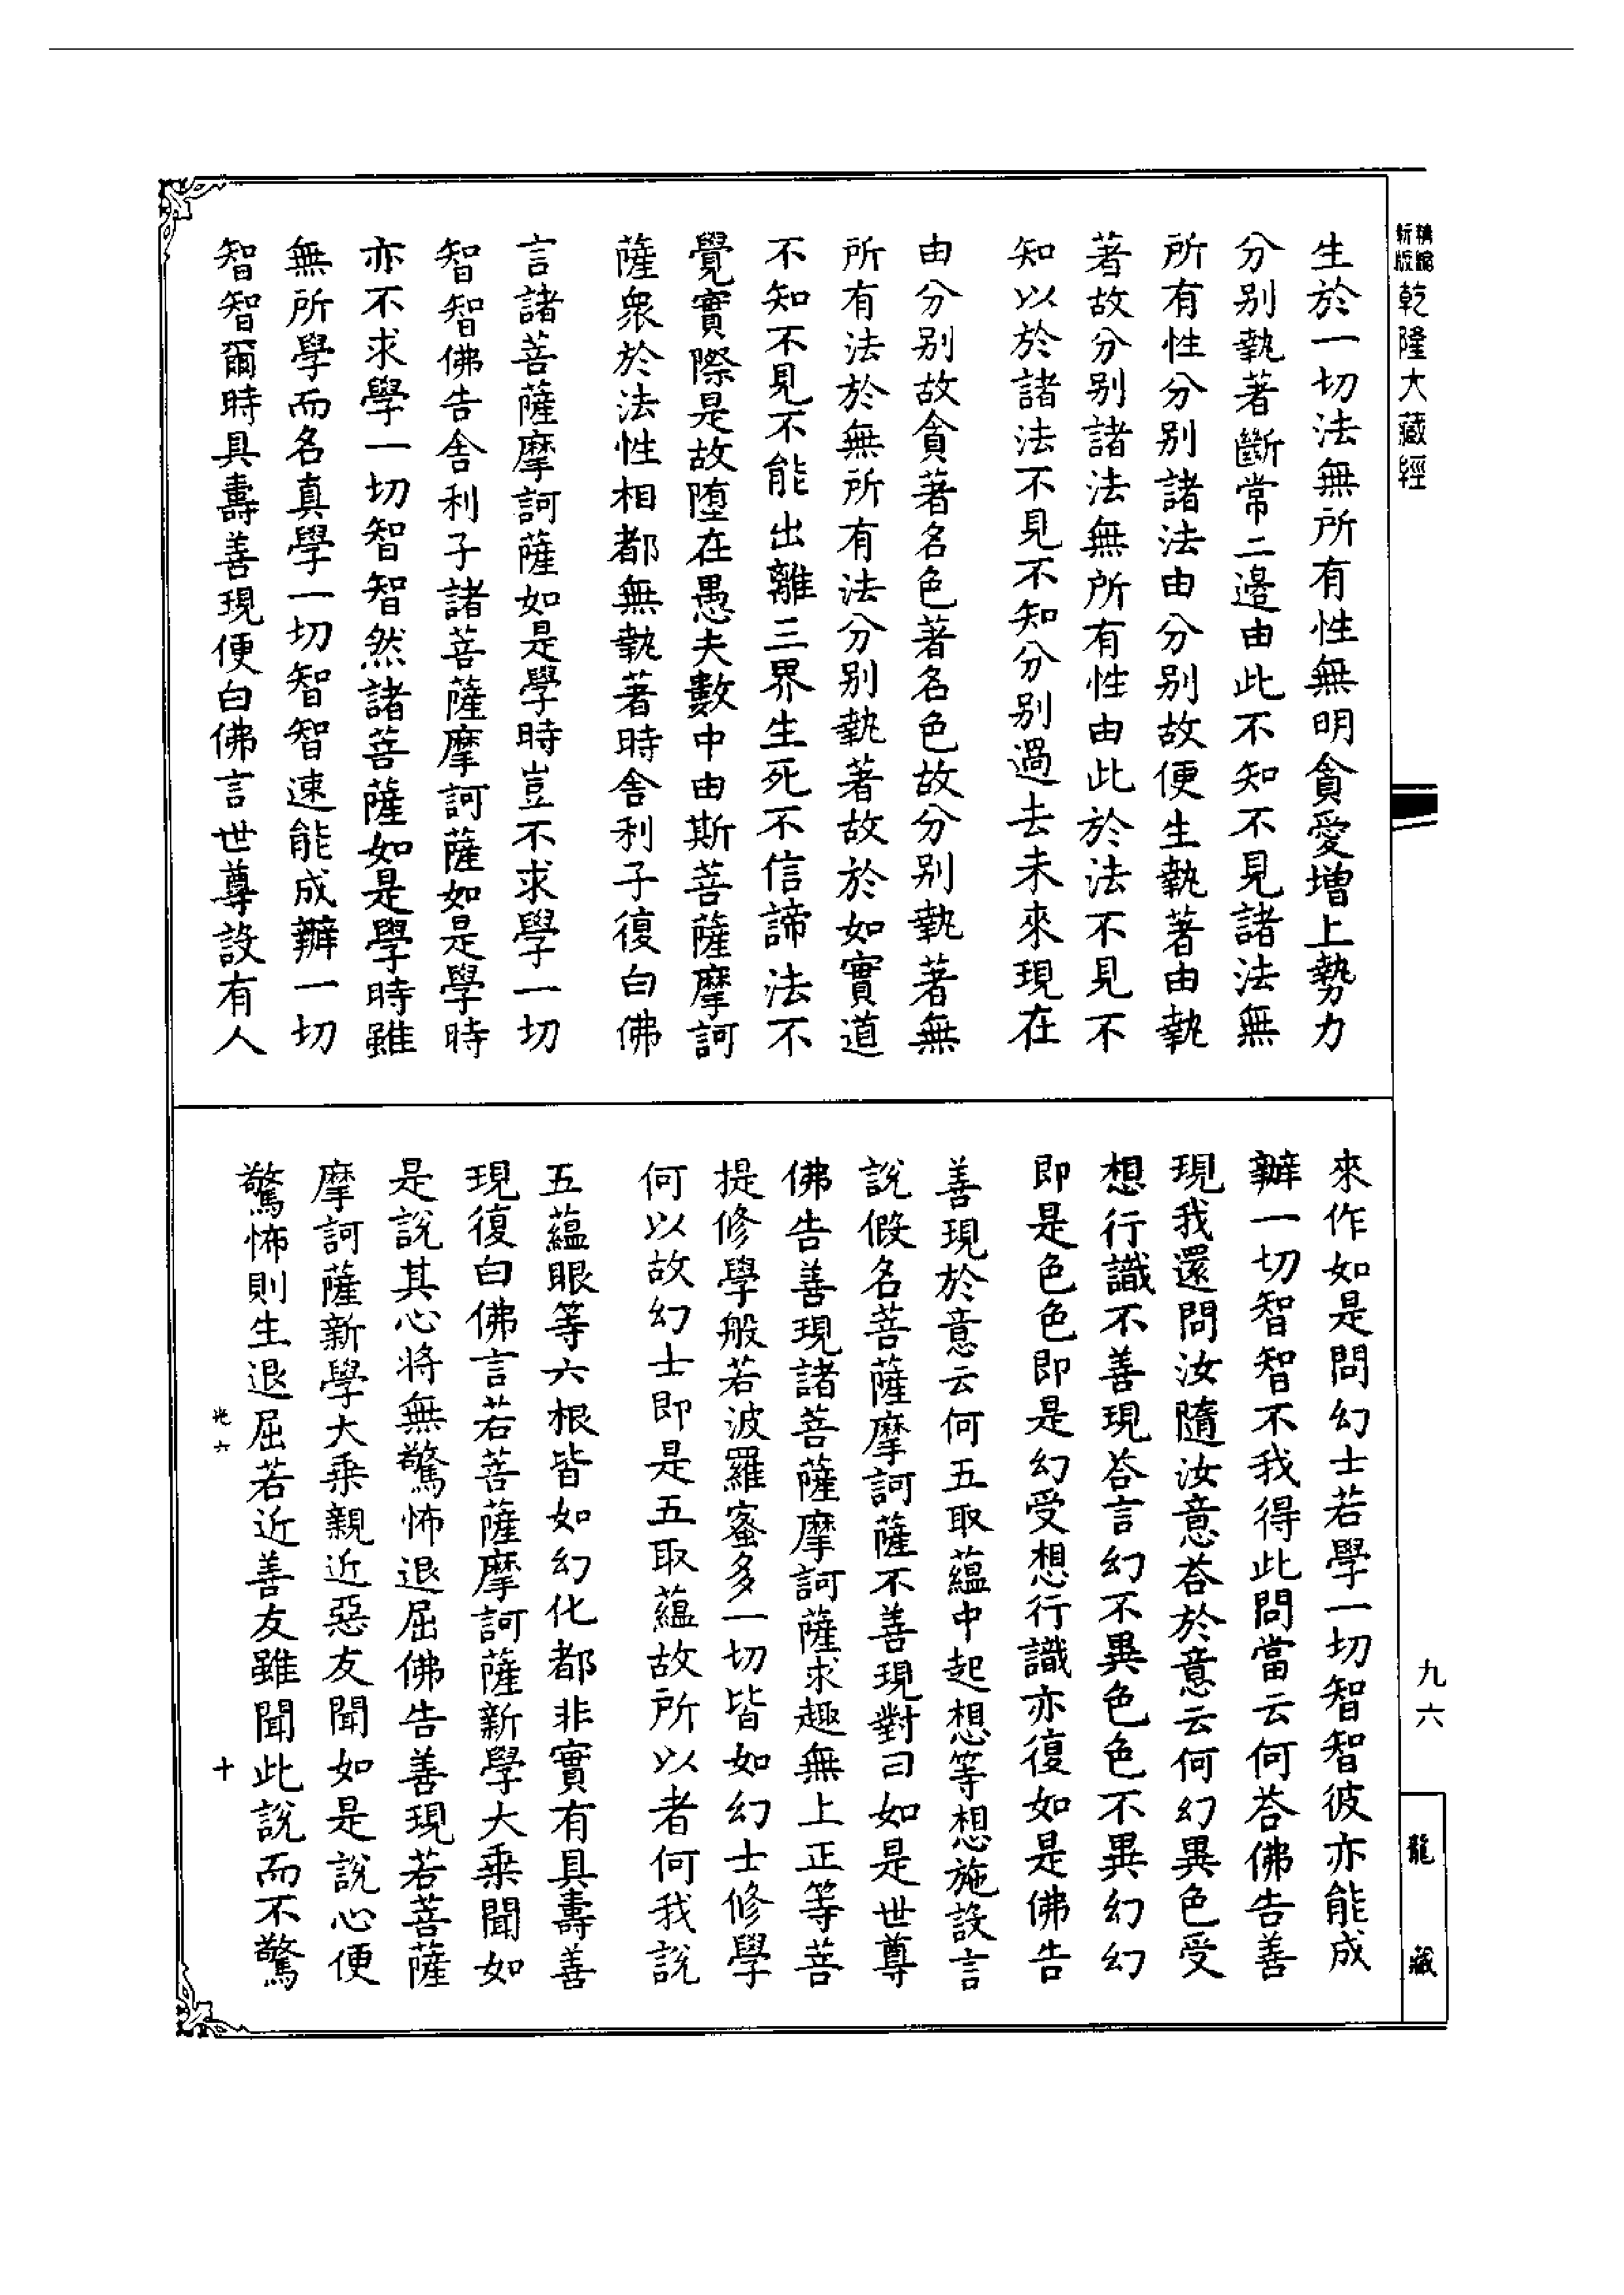 新版精縮乾隆大藏經
生於一切法無所有性無明貪愛增上勢力
分別執著斷常二邊由此不知不見諸法無
所有性分別諸法由分別故便生執著由執
著故分別諸法無所有性由此於法不見不
知以於諸法不見不知分別過去未來現在
由分別故貪著名色著名色故分別執著無
所有法於無所有法分別執著故於如實道
不知不見不能出離三界生死不信諦法不
覺實際是故墮在愚夫數中由斯菩薩摩訶
薩衆於法性相都無執著時舍利子復白佛
言諸菩薩摩訶薩如是學時豈不求學一切
智智佛告舍利子諸菩薩摩訶薩如是學時
亦不求學一切智智然諸菩薩如是學時雖
無所學而名真學一切智智速能成辦一切
智智爾時具壽善現便白佛言世尊設有人
來作如是問幻士若學一切智智彼亦能成
辦一切智智不我得此問當云何荅佛告善
現我還問汝隨汝意荅於意云何幻異色受
想行識不善現荅言幻不異色色不異幻幻
即是色色即是幻受想行識亦復如是佛告
善現於意云何五取蘊中起想等想施設言
說假名菩薩摩訶薩不善現對曰如是世尊
佛告善現諸菩薩摩訶薩求趣無上正等菩
提修學般若波羅蜜多一切皆如幻士修學
何以故幻士即是五取蘊故所以者何我說
五蘊眼等六根皆如幻化都非實有具壽善
現復白佛言若菩薩摩訶薩新學大乘聞如
是說其心將無驚怖退屈佛告善現若菩薩
摩訶薩新學大乘親近惡友聞如是說心便
驚怖則生退屈若近善友雖聞此說而不驚
六
十
九六
龍藏